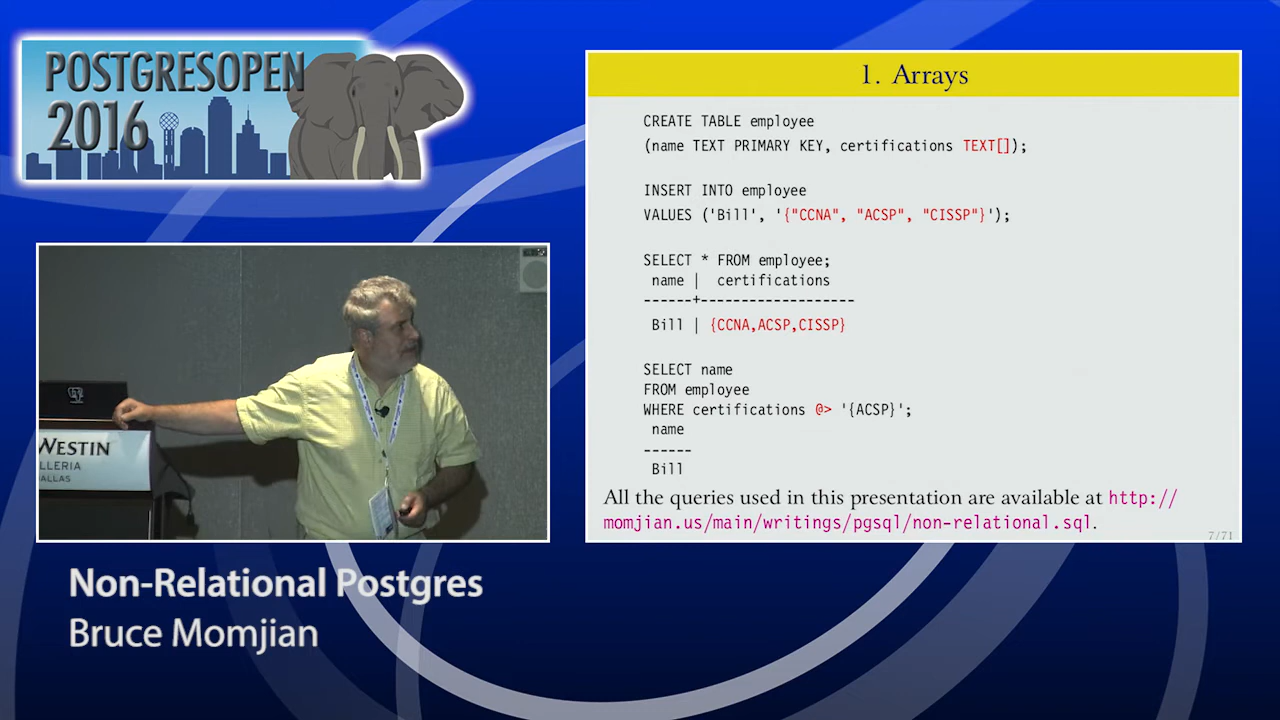 POSTGRESOPEN
2016
1. Arrays
CREATE TABLE employee
(name TEXT PRIMARY KEY, certifications TEXT[]);
INSERT INTO employee
VALUES ('Bill', '{"CCNA", "ACSP", "CISSP"}');
SELECT * FROM employee;
name | certifications
------+-------------------
Bill | {CCNA,ACSP,CISSP}
SELECT name
FROM employee
WHERE certifications @> '{ACSP}';
name
------
Bill
All the queries used in this presentation are available at http://
momjian.us/main/writings/pgsql/non-relational.sql.
7/71
WESTIN
LLERIA
DALLAS
Non-Relational Postgres
Bruce Momjian